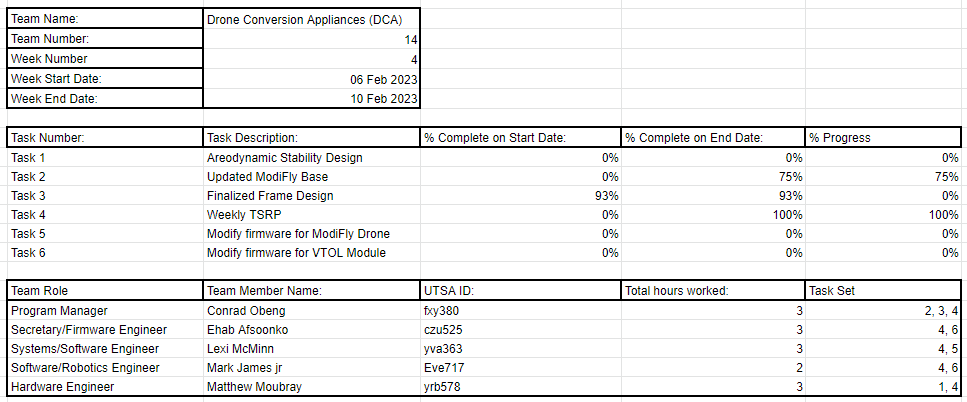 Team Name: Drone Conversion Appliances (DCA)
Team Number: 14
Week Number 4
Week Start Date: 06 Feb 2023
Week End Date: 10 Feb 2023
Task Number: Task Description: % Complete on Start Date: % Complete on End Date: % Progress
Task 1 Areodynamic Stability Design 0% 0% 0%
Task 2 Updated ModiFly Base 0% 75% 75%
Task 3 Finalized Frame Design 93% 93% 0%
Task 4 Weekly TSRP 0% 100% 100%
Task 5 Modify firmware for ModiFly Drone 0% 0% 0%
Task 6 Modify firmware for VTOL Module 0% 0% 0%
Team Role Team Member Name: UTSA ID: Total hours worked: Task Set
Program Manager Conrad Obeng fxy380 3 2, 3, 4
Secretary/Firmware Engineer Ehab Afsoonko czu525 3 4, 6
Systems/Software Engineer Lexi McMinn yva363 3 4, 5
Software/Robotics Engineer Mark James jr Eve717 2 4, 6
Hardware Engineer Matthew Moubray yrb578 3 1, 4